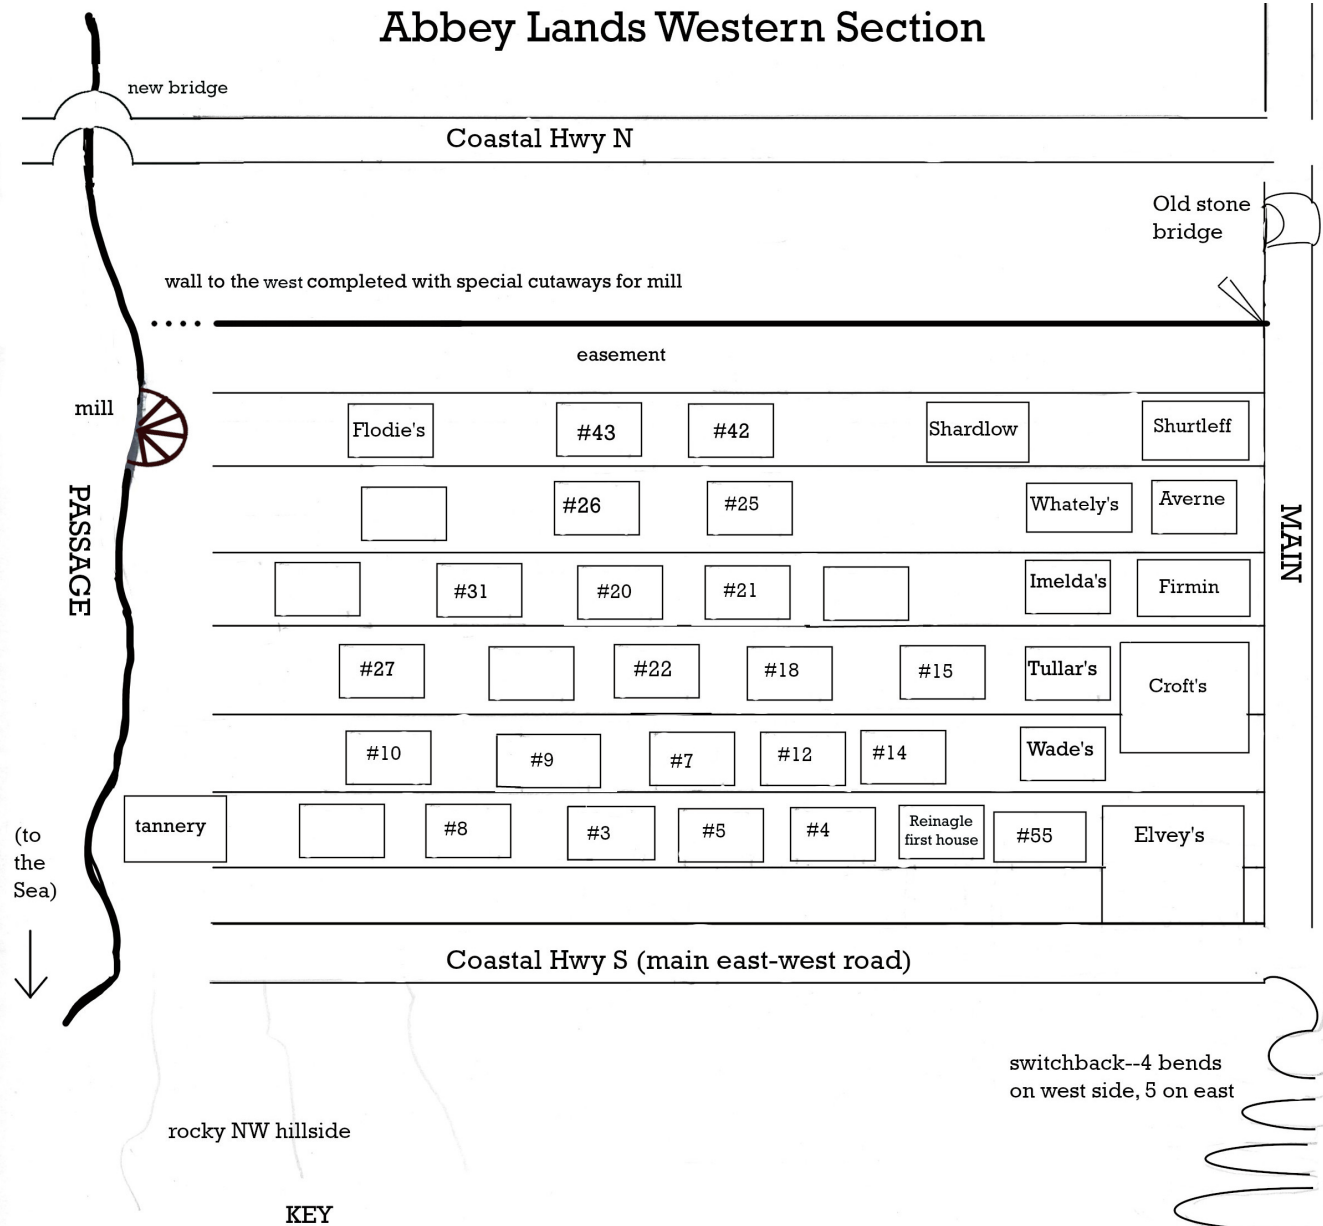 Abbey Lands Western Section
new bridge
Coastal Hwy N
Old stone
bridge
wall to the west completed with special cutaways for mill
easement
mill
Flodie's
#43
#42
Shardlow
Shurtleff
PASSAGE
#26
#25
Whately's
Averne
MAIN
#31
#20
#21
Imelda's
Firmin
#27
#22
#18
#15
Tullar's
Croft's
#10
#9
#7
#12
#14
Wade's
tannery
#8
#3
#5
#4
Reinagle
first house
#55
Elvey's
(to
the
Sea)
Coastal Hwy S (main east-west road)
switchback--4 bends
on west side, 5 on east
rocky NW hillside
KEY